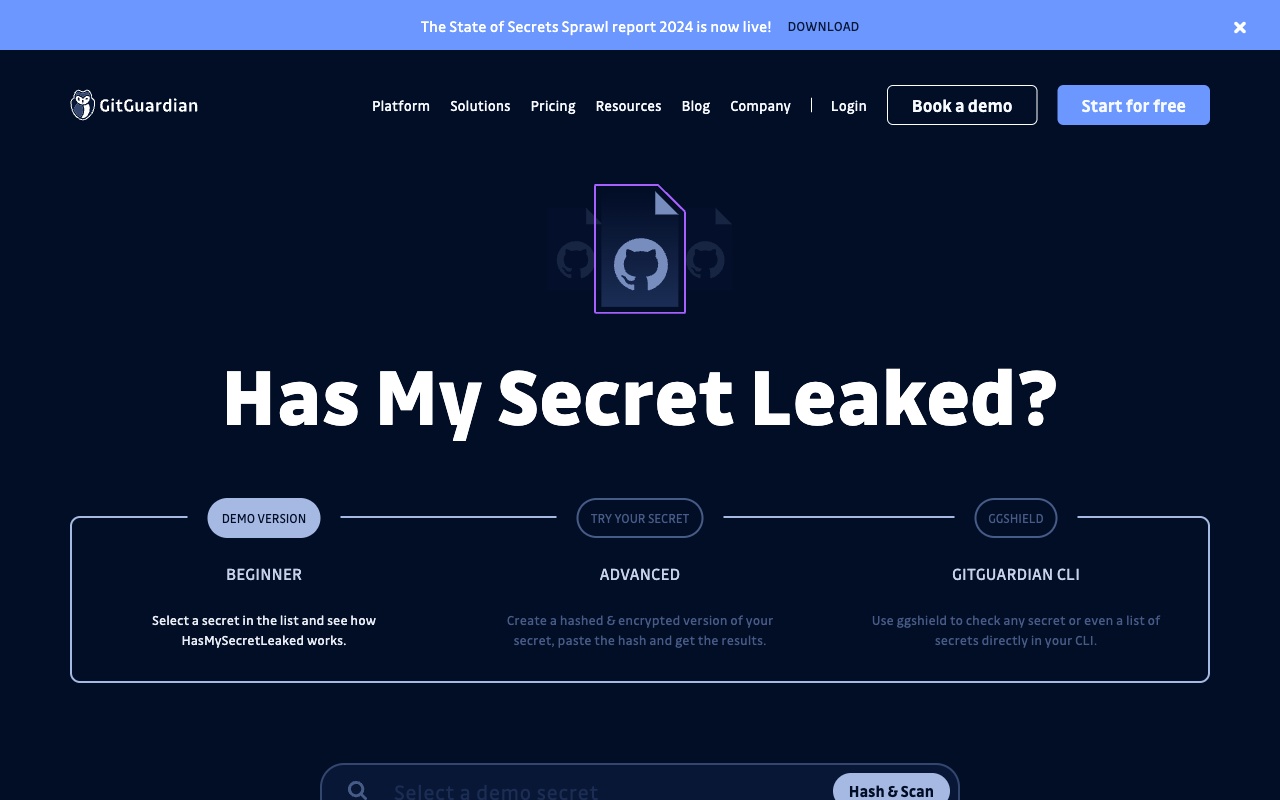 The State of Secrets Sprawl report 2024 is now live! DOWNLOAD
GitGuardian
Platform Solutions Pricing Resources Blog Company Login Book a demo Start for free
Has My Secret Leaked?
DEMO VERSION TRY YOUR SECRET GGSHIELD
BEGINNER ADVANCED GITGUARDIAN CLI
Select a secret in the list and see how
HasMySecretLeaked works.
Create a hashed & encrypted version of your
secret, paste the hash and get the results.
Use ggshield to check any secret or even a list of
secrets directly in your CLI.
Select a demo secret Hash & Scan